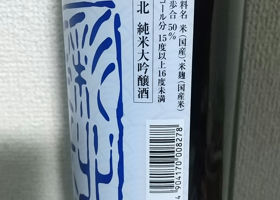 料名 米(国産)、米麹(国産米)
歩合 50%
コール分 15度以上16度未満
北 純米大吟醸酒
4904170008278